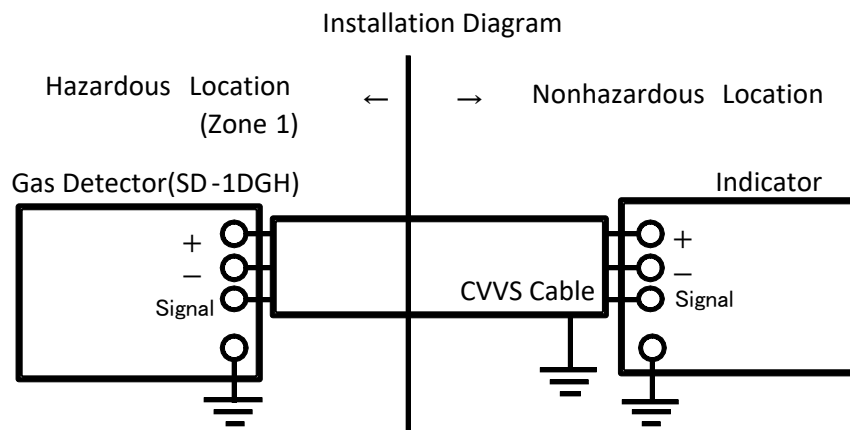 Installation Diagram
Hazardous Location
(Zone 1)
← →
Nonhazardous Location
Gas Detector(SD-1DGH)
Indicator
+
−
Signal
CVVS Cable
+
−
Signal